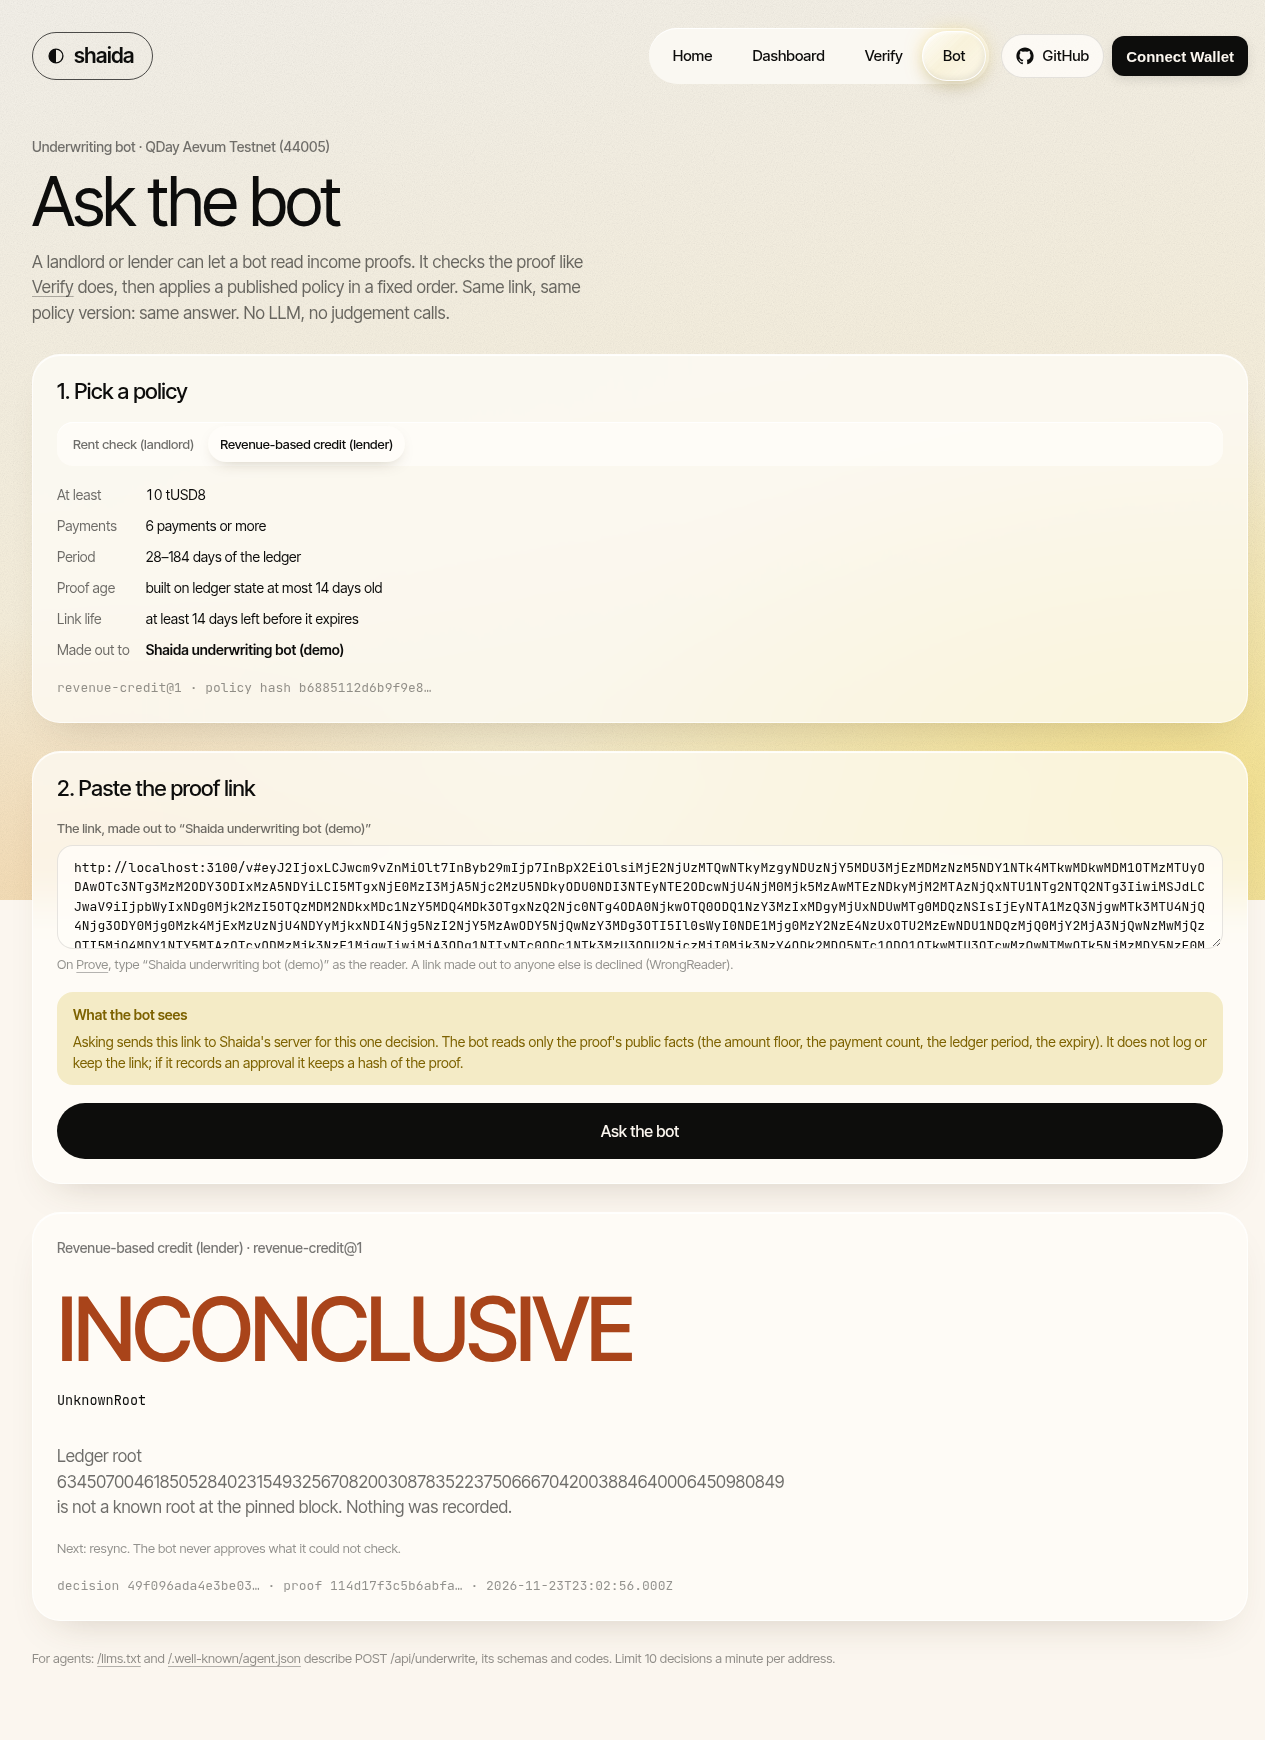 shaida
Home
Dashboard
Verify
Bot
GitHub
Connect Wallet
Underwriting bot · QDay Aevum Testnet (44005)
Ask the bot
A landlord or lender can let a bot read income proofs. It checks the proof like
Verify does, then applies a published policy in a fixed order. Same link, same
policy version: same answer. No LLM, no judgement calls.
1. Pick a policy
Rent check (landlord)
Revenue-based credit (lender)
At least 10 tUSD8
Payments 6 payments or more
Period 28–184 days of the ledger
Proof age built on ledger state at most 14 days old
Link life at least 14 days left before it expires
Made out to Shaida underwriting bot (demo)
revenue-credit@1 · policy hash b6885112d6b9f9e8…
2. Paste the proof link
The link, made out to “Shaida underwriting bot (demo)”
On Prove, type “Shaida underwriting bot (demo)” as the reader. A link made out to anyone else is declined (WrongReader).
What the bot sees
Asking sends this link to Shaida's server for this one decision. The bot reads only the proof's public facts (the amount floor, the payment count, the ledger period, the expiry). It does not log or
keep the link; if it records an approval it keeps a hash of the proof.
Ask the bot
Revenue-based credit (lender) · revenue-credit@1
INCONCLUSIVE
UnknownRoot
Ledger root
is not a known root at the pinned block. Nothing was recorded.
Next: resync. The bot never approves what it could not check.
decision 49f096ada4e3be03… · proof 114d17f3c5b6abfa… · 2026-11-23T23:02:56.000Z
For agents: /llms.txt and /.well-known/agent.json describe POST /api/underwrite, its schemas and codes. Limit 10 decisions a minute per address.